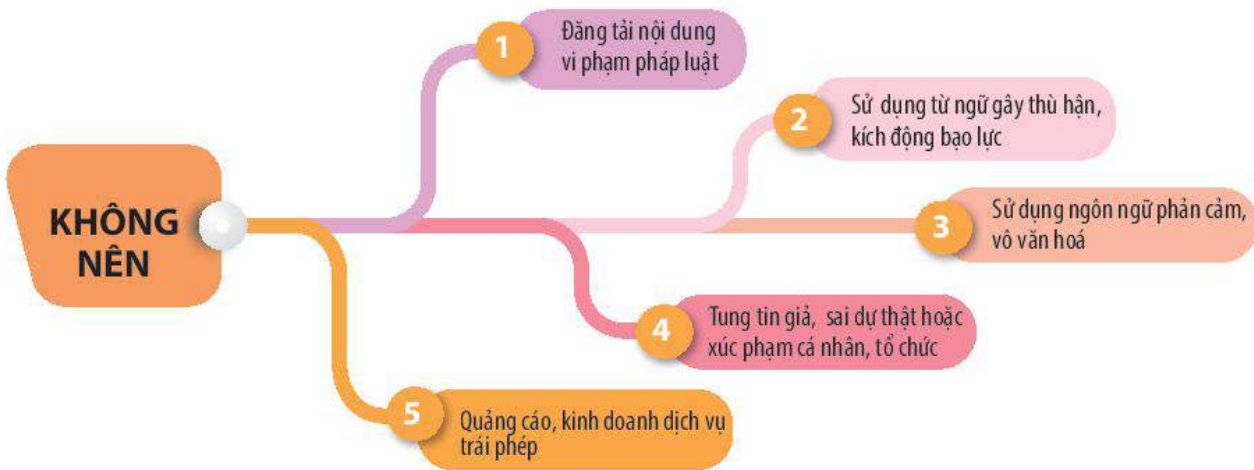 KHÔNG
NÊN
1
Đăng tải nội dung
vi phạm pháp luật
2
Sử dụng từ ngữ gây thù hận,
kích động bạo lực
3
Sử dụng ngôn ngữ phản cảm,
vô văn hoá
4
Tung tin giả, sai dự thật hoặc
xúc phạm cá nhân, tổ chức
5
Quảng cáo, kinh doanh dịch vụ
trái phép